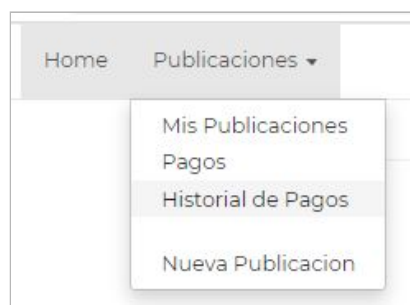 Home Publicaciones
Mis Publicaciones
Pagos
Historial de Pagos
Nueva Publicacion